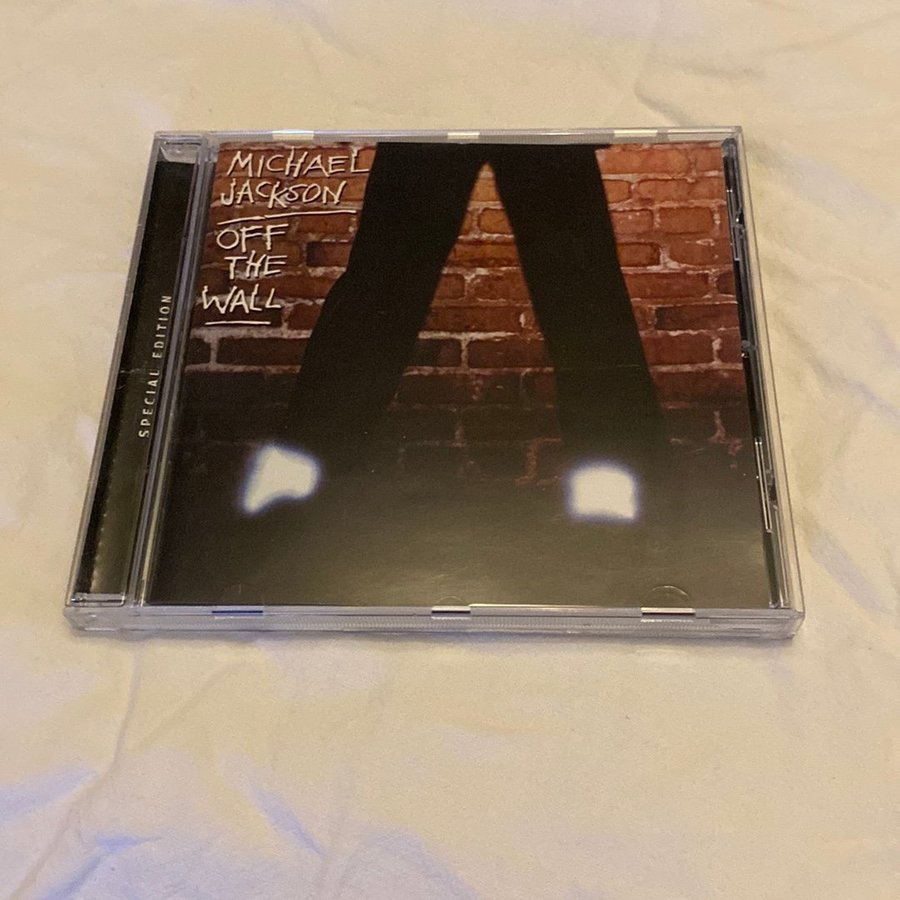 MICHAEL
JACKSON
OFF
THE
WALL
SPECIAL EDITION